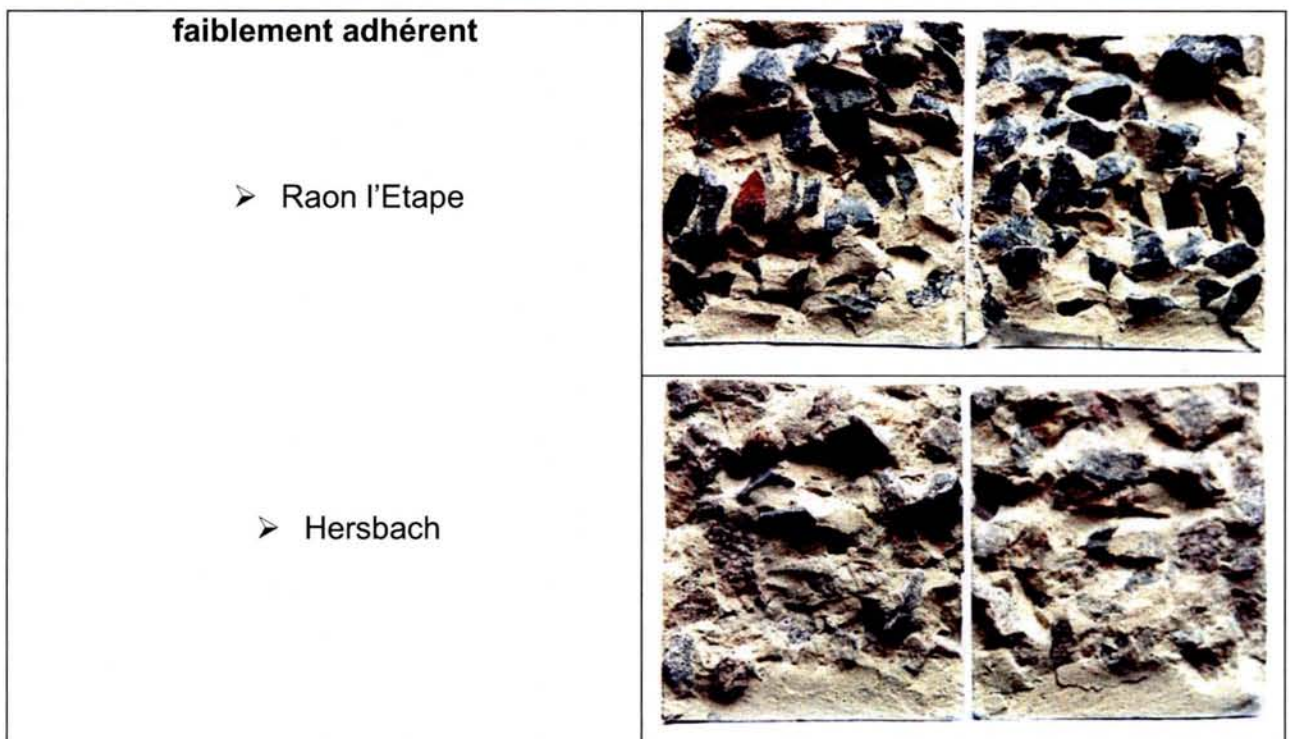 faiblement adhérent
➢ Raon l'Etape
➢ Hersbach